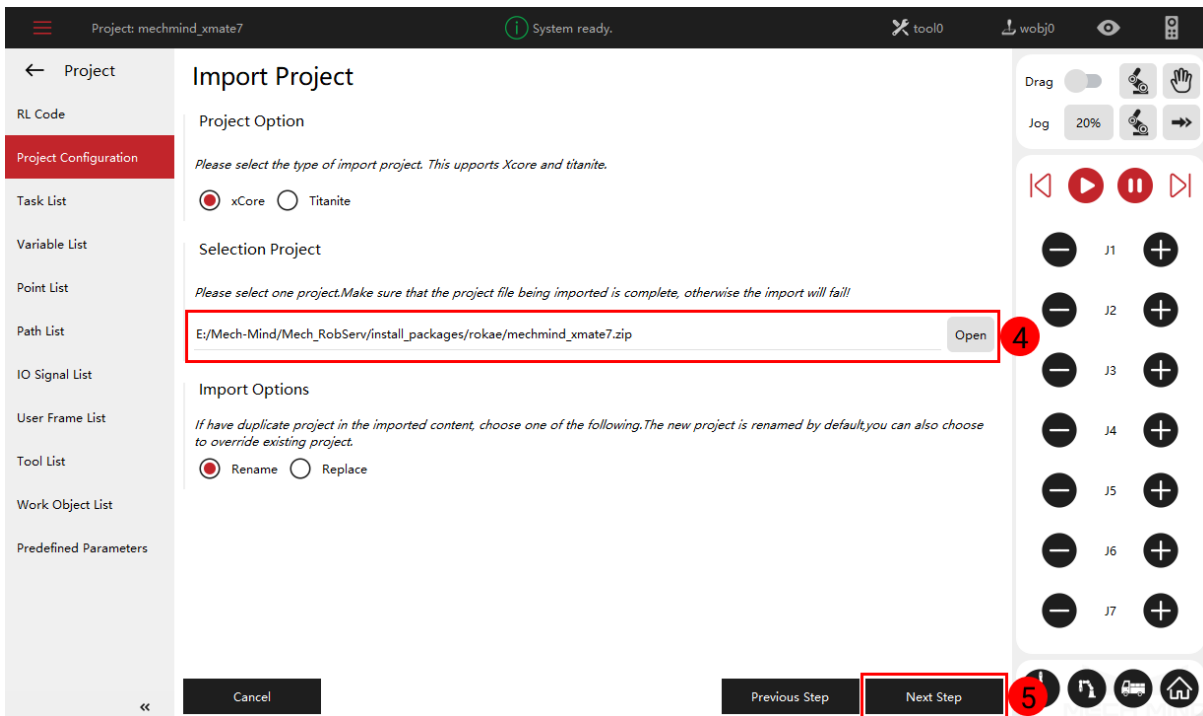 Project: mechmind_xmate7
System ready.
tool0
wobj0
Project
RL Code
Project Configuration
Task List
Variable List
Point List
Path List
IO Signal List
User Frame List
Tool List
Work Object List
Predefined Parameters
«
Import Project
Project Option
Please select the type of import project. This upports Xcore and titanite.
xCore
Titanite
Selection Project
Please select one project.Make sure that the project file being imported is complete, otherwise the import will fail!
E:/Mech-Mind/Mech_RobServ/install_packages/rokae/mechmind_xmate7.zip
Open
4
Import Options
If have duplicate project in the imported content, choose one of the following.The new project is renamed by default,you can also choose
to override existing project.
Rename
Replace
Cancel
Previous Step
Next Step
5
Drag
Jog
20%
J1
J2
J3
J4
J5
J6
J7